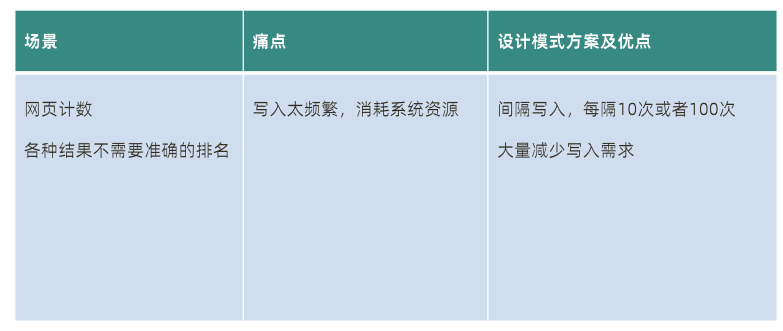 场景
痛点
设计模式方案及优点
网页计数
各种结果不需要准确的排名
写入太频繁，消耗系统资源
间隔写入，每隔10次或者100次
大量减少写入需求